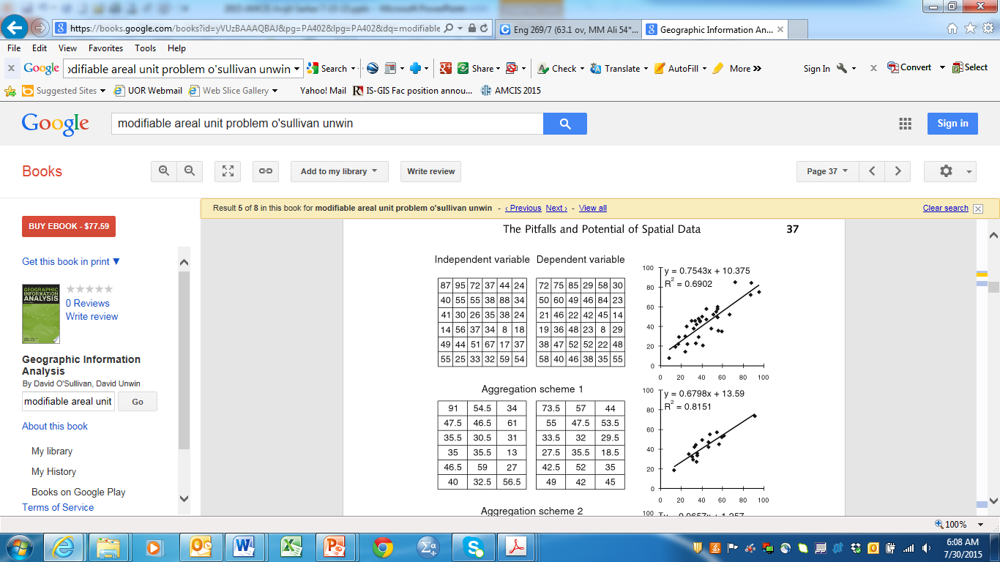 https://books.google.com/books?id=yVUzBAAAQBAJ&pg=PA402&lpg=PA402&dq=modifiable
Eng 269/7 (63.1 ov, MM Ali 54*...
Geographic Information An...
File Edit View Favorites Tools Help
Google
odifiable areal unit problem o'sullivan unwin
Search
Share
Check
Translate
AutoFill
More »
Sign In
Convert
Select
Suggested Sites
UOR Webmail
Web Slice Gallery
Yahoo! Mail
IS-GIS Fac position annou...
AMCIS 2015
Google
modifiable areal unit problem o'sullivan unwin
Sign in
Books
Add to my library
Write review
Page 37
Result 5 of 8 in this book for modifiable areal unit problem o'sullivan unwin - ‹ Previous Next › - View all
Clear search
BUY EBOOK - $77.59
Get this book in print ▼
GEOGRAPHIC
INFORMATION
ANALYSIS
0 Reviews
Write review
Geographic Information
Analysis
By David O'Sullivan, David Unwin
modifiable areal unit
Go
About this book
My library
My History
Books on Google Play
Terms of Service
The Pitfalls and Potential of Spatial Data 37
Independent variable Dependent variable
87 95 72 37 44 24 72 75 85 29 58 30
40 55 55 38 88 34 50 60 49 46 84 23
41 30 26 35 38 24 21 46 22 42 45 14
14 56 37 34 8 18 19 36 48 23 8 29
49 44 51 67 17 37 38 47 52 52 22 48
55 25 33 32 59 54 58 40 46 38 35 55
y = 0.7543x + 10.375
R² = 0.6902
100
80
60
40
20
0
0 20 40 60 80 100
Aggregation scheme 1
91 54.5 34 73.5 57 44
47.5 46.5 61 55 47.5 53.5
35.5 30.5 31 33.5 32 29.5
35 35.5 13 27.5 35.5 18.5
46.5 59 27 42.5 52 35
40 32.5 56.5 49 42 45
y = 0.6798x + 13.59
R² = 0.8151
100
80
60
40
20
0
0 20 40 60 80 100
Aggregation scheme 2
100
100%
6:08 AM
7/30/2015